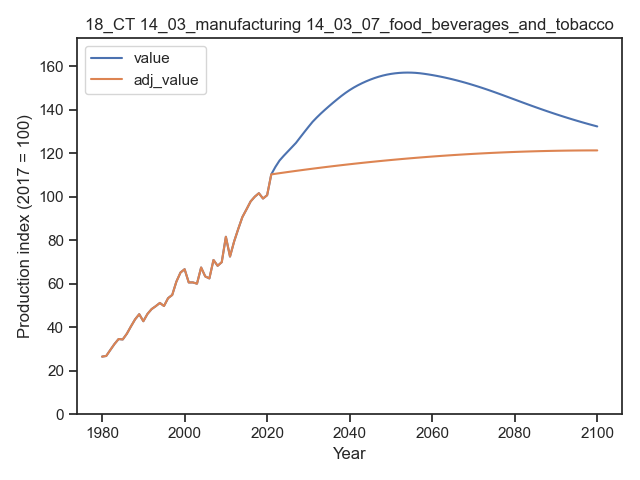 18_CT 14_03_manufacturing 14_03_07_food_beverages_and_tobacco
value
adj_value
Production index (2017 = 100)
160
140
120
100
80
60
40
20
0
1980 2000 2020 2040 2060 2080 2100
Year